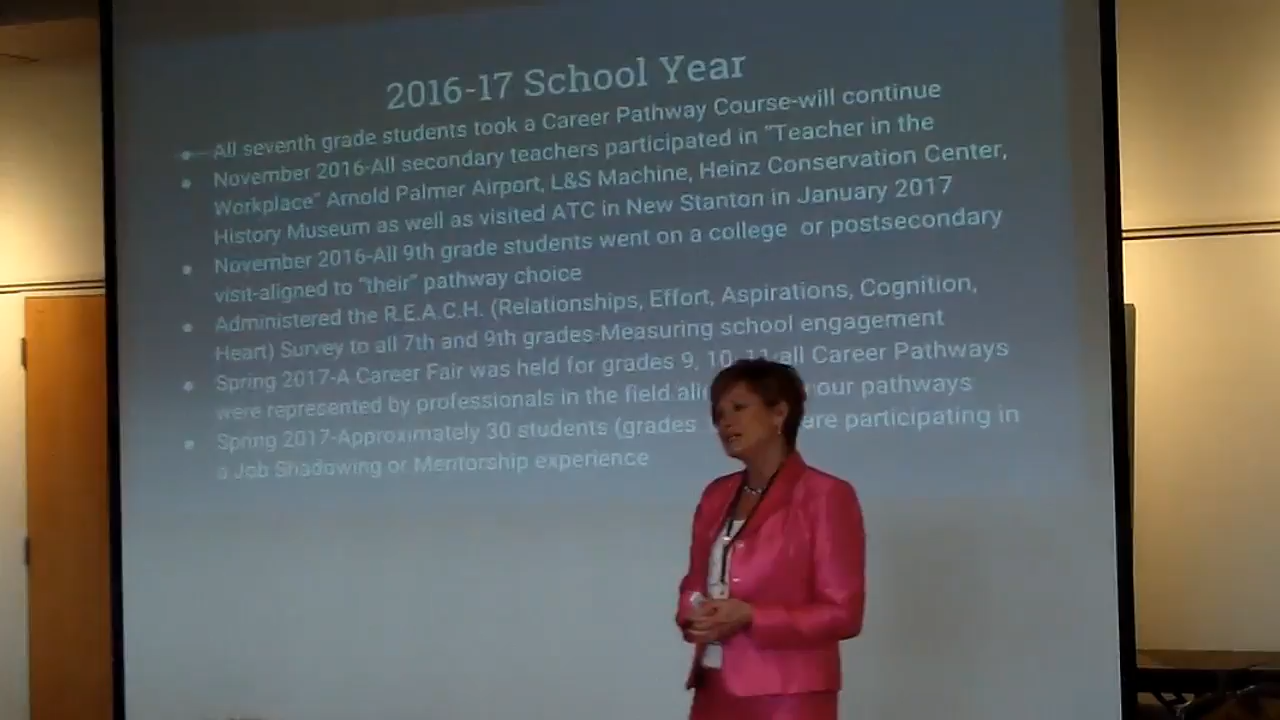 2016-17 School Year
All seventh grade students took a Career Pathway Course-will continue
November 2016-All secondary teachers participated in "Teacher in the
Workplace" Arnold Palmer Airport, L&S Machine, Heinz Conservation Center,
History Museum as well as visited ATC in New Stanton in January 2017
November 2016-All 9th grade students went on a college or postsecondary
visit-aligned to "their" pathway choice
Administered the R.E.A.C.H. (Relationships, Effort, Aspirations, Cognition,
Heart) Survey to all 7th and 9th grades-Measuring school engagement
Spring 2017-A Career Fair was held for grades 9, 10, 11-all Career Pathways
were reprecented by professionals in the field our pathways
Spring 2017-Approximately 30 students (grades are participating in
a Job Shadowing or Mentorship experience